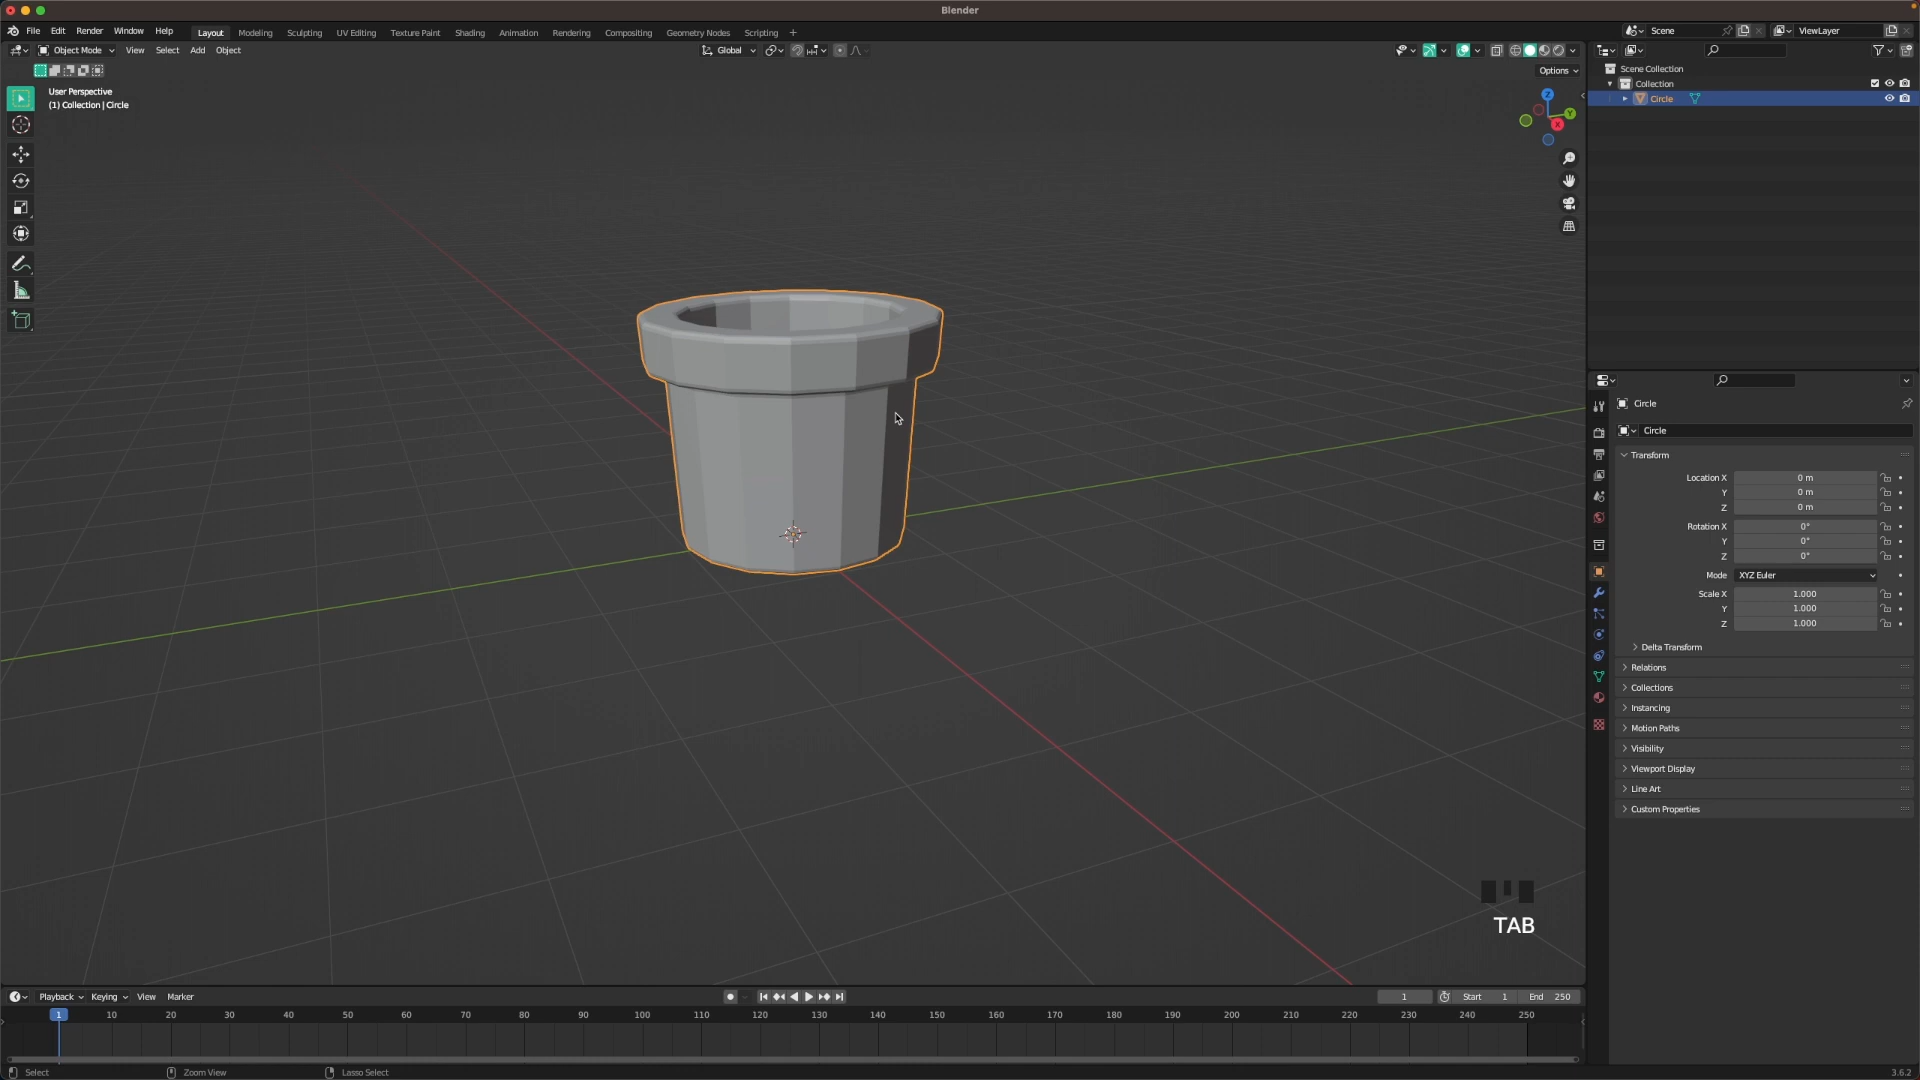 Blender
File Edit Render Window Help Layout Modeling Sculpting UV Editing Texture Paint Shading Animation Rendering Compositing Geometry Nodes Scripting + Scene ViewLayer
Object Mode View Select Add Object Global
Options
User Perspective
(1) Collection | Circle
Z
Y
X
Scene Collection
Collection
Circle
Circle
Circle
Transform
Location X 0 m
Y 0 m
Z 0 m
Rotation X 0°
Y 0°
Z 0°
Mode XYZ Euler
Scale X 1.000
Y 1.000
Z 1.000
Delta Transform
Relations
Collections
Instancing
Motion Paths
Visibility
Viewport Display
Line Art
Custom Properties
TAB
Playback Keying View Marker 1 Start 1 End 250
1 10 20 30 40 50 60 70 80 90 100 110 120 130 140 150 160 170 180 190 200 210 220 230 240 250
Select Zoom View Lasso Select 3.6.2